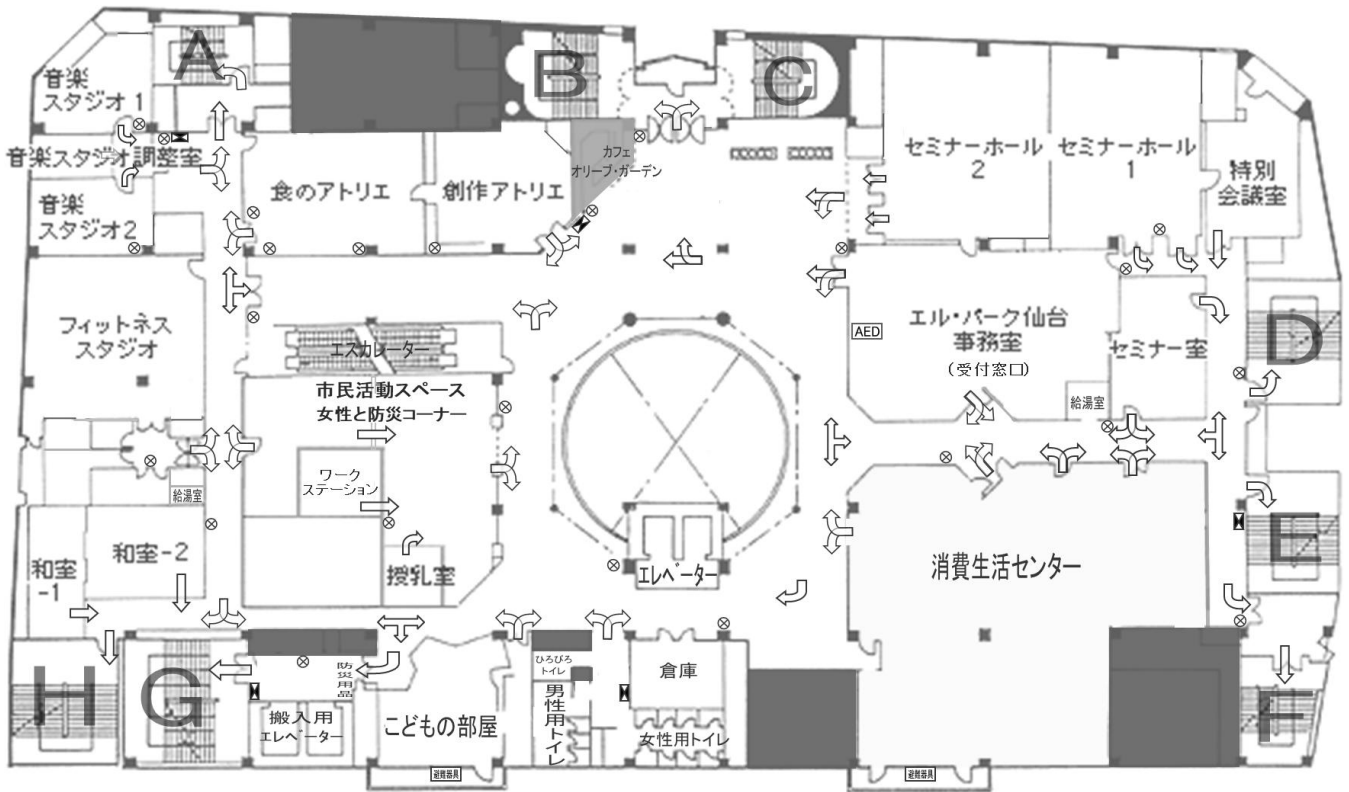 A
B
C
音楽
スタジオ1
音楽スタジオ調整室
音楽
スタジオ2
食のアトリエ
創作アトリエ
カフェ
オリーブ・ガーデン
セミナーホール
2
セミナーホール
1
特別
会議室
フィットネス
スタジオ
エスカレーター
市民活動スペース
女性と防災コーナー
AED
エル・パーク仙台
事務室
(受付窓口)
セミナー室
給湯室
D
ワーク
ステーション
給湯室
和室-2
和室
-1
授乳室
エレベーター
消費生活センター
E
H
G
防災用品
搬入用
エレベーター
こどもの部屋
ひろびろ
トイレ
男性用トイレ
倉庫
女性用トイレ
F
避難器具
避難器具